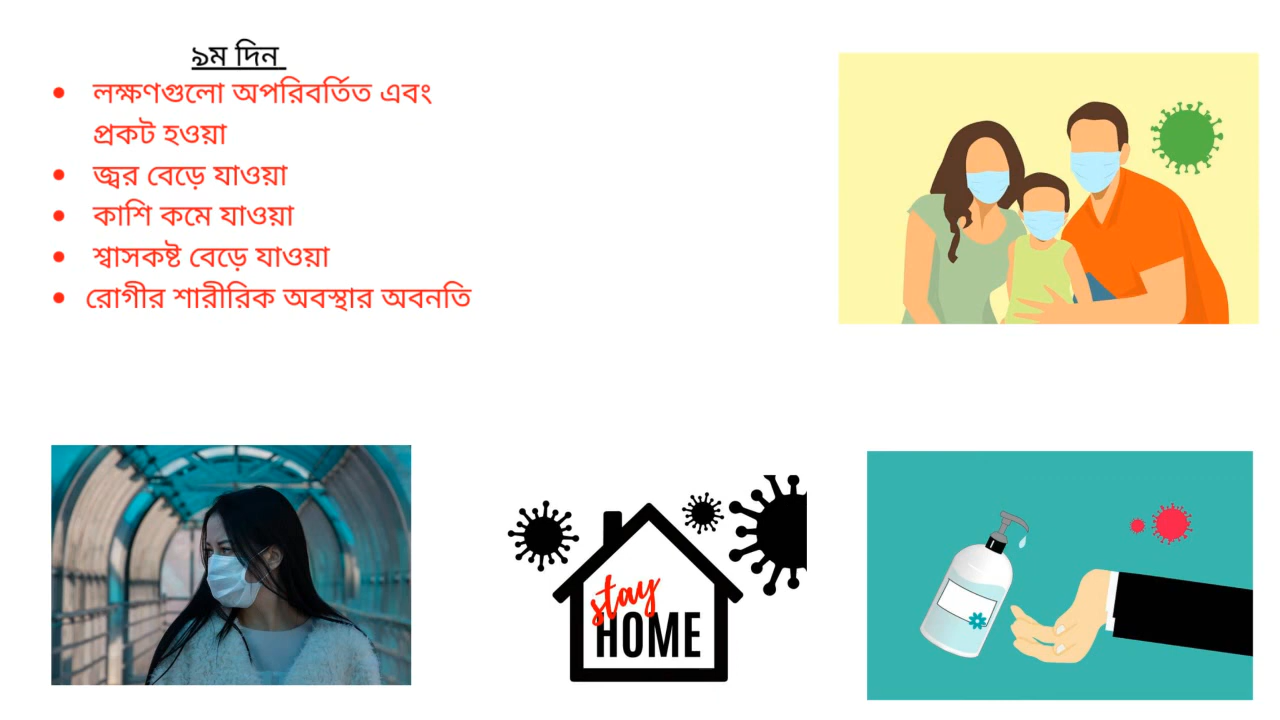 ৯ম দিন
লক্ষণগুলো অপরিবর্তিত এবং
প্রকট হওয়া
জ্বর বেড়ে যাওয়া
কাশি কমে যাওয়া
শ্বাসকষ্ট বেড়ে যাওয়া
রোগীর শারীরিক অবস্থার অবনতি
stay
HOME